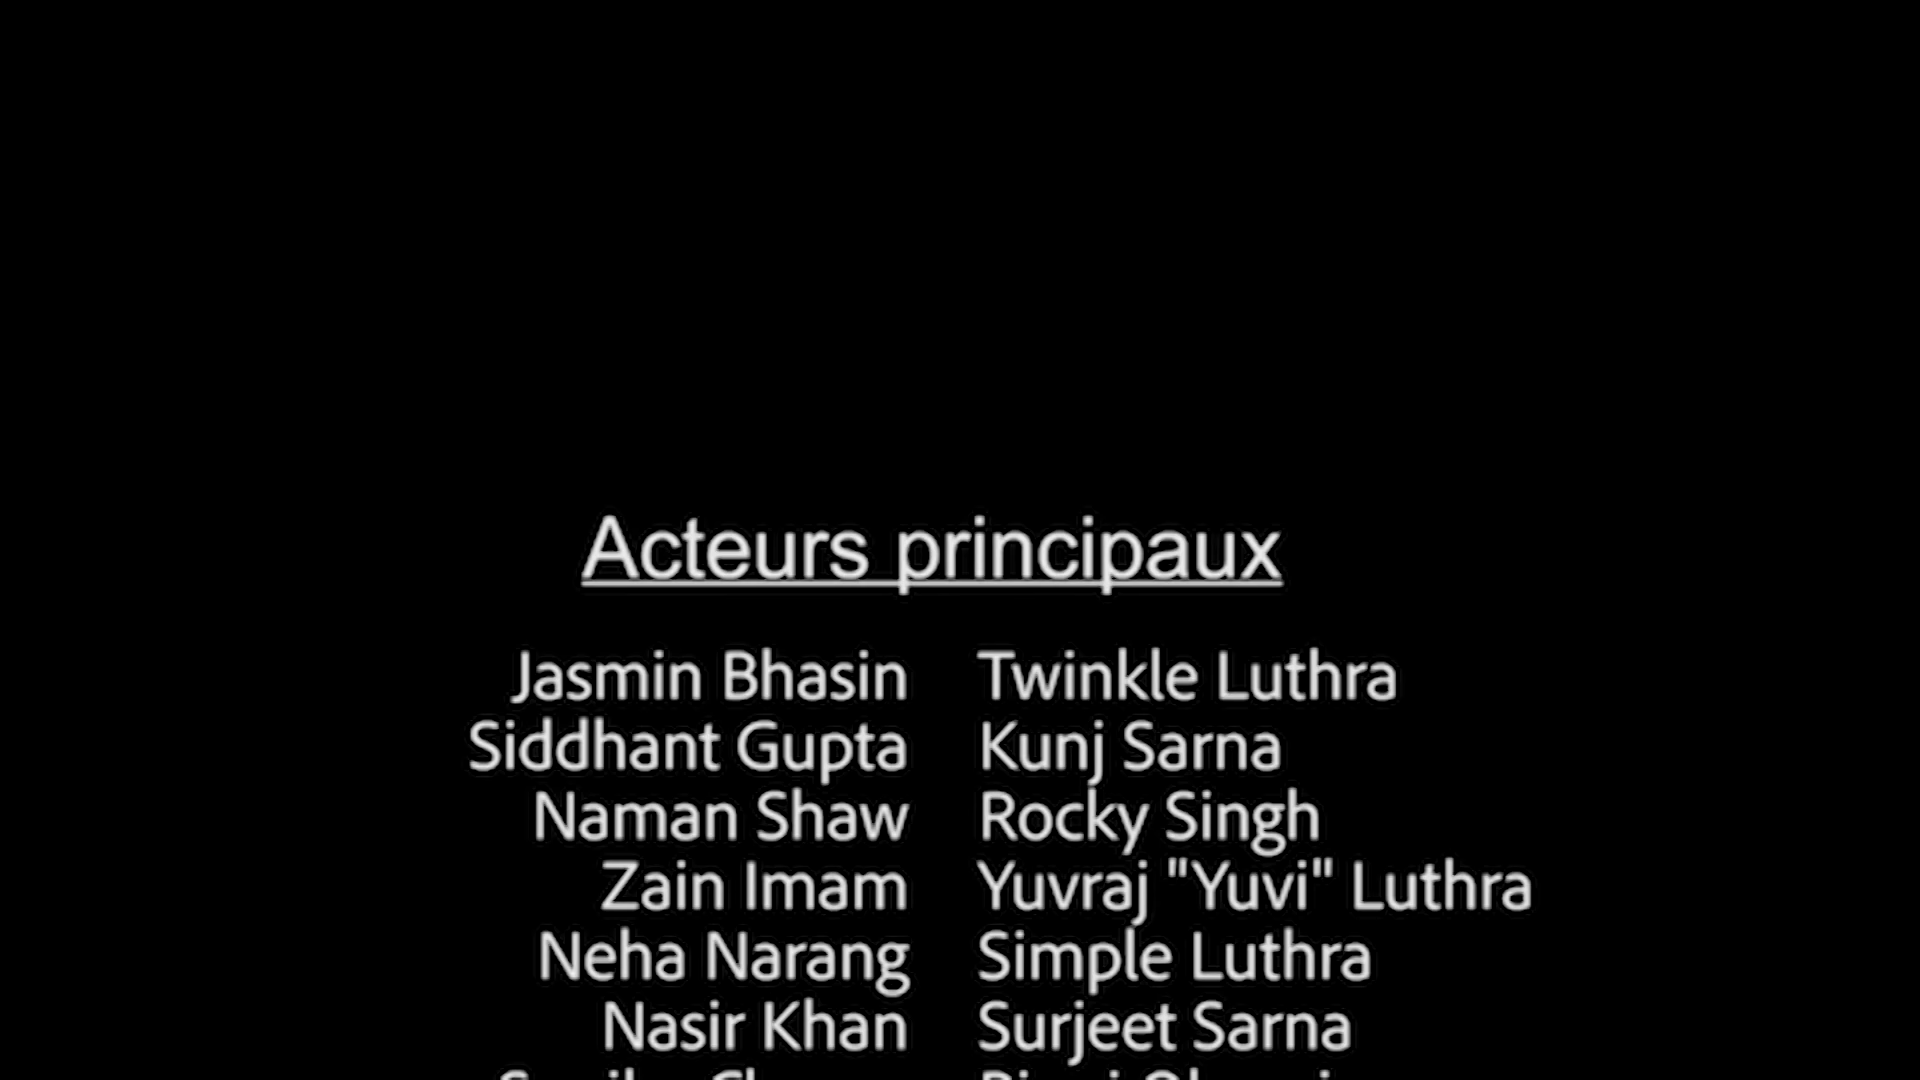 Acteurs principaux
Jasmin Bhasin Twinkle Luthra
Siddhant Gupta Kunj Sarna
Naman Shaw Rocky Singh
Zain Imam Yuvraj "Yuvi" Luthra
Neha Narang Simple Luthra
Nasir Khan Surjeet Sarna